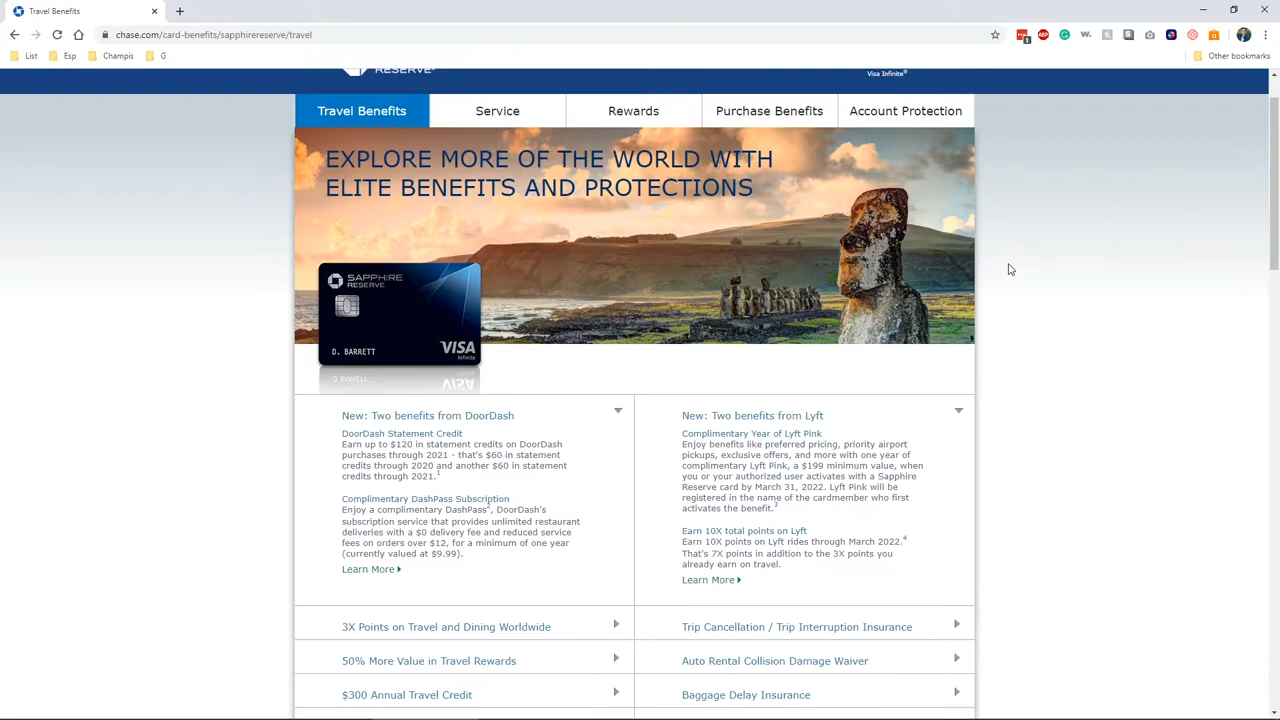 Travel Benefits
chase.com/card-benefits/sapphirereserve/travel
1
List Esp Champis G Other bookmarks
RESERVE®
Visa Infinite®
Travel Benefits Service Rewards Purchase Benefits Account Protection
EXPLORE MORE OF THE WORLD WITH
ELITE BENEFITS AND PROTECTIONS
SAPPHIRE
RESERVE
D. BARRETT
VISA
Infinite
New: Two benefits from DoorDash
DoorDash Statement Credit
Earn up to $120 in statement credits on DoorDash
purchases through 2021 - that's $60 in statement
credits through 2020 and another $60 in statement
credits through 2021.1
Complimentary DashPass Subscription
Enjoy a complimentary DashPass2, DoorDash's
subscription service that provides unlimited restaurant
deliveries with a $0 delivery fee and reduced service
fees on orders over $12, for a minimum of one year
(currently valued at $9.99).
Learn More
New: Two benefits from Lyft
Complimentary Year of Lyft Pink
Enjoy benefits like preferred pricing, priority airport
pickups, exclusive offers, and more with one year of
complimentary Lyft Pink, a $199 minimum value, when
you or your authorized user activates with a Sapphire
Reserve card by March 31, 2022. Lyft Pink will be
registered in the name of the cardmember who first
activates the benefit.3
Earn 10X total points on Lyft
Earn 10X points on Lyft rides through March 2022.4
That's 7X points in addition to the 3X points you
already earn on travel.
Learn More
3X Points on Travel and Dining Worldwide
Trip Cancellation / Trip Interruption Insurance
50% More Value in Travel Rewards
Auto Rental Collision Damage Waiver
$300 Annual Travel Credit
Baggage Delay Insurance